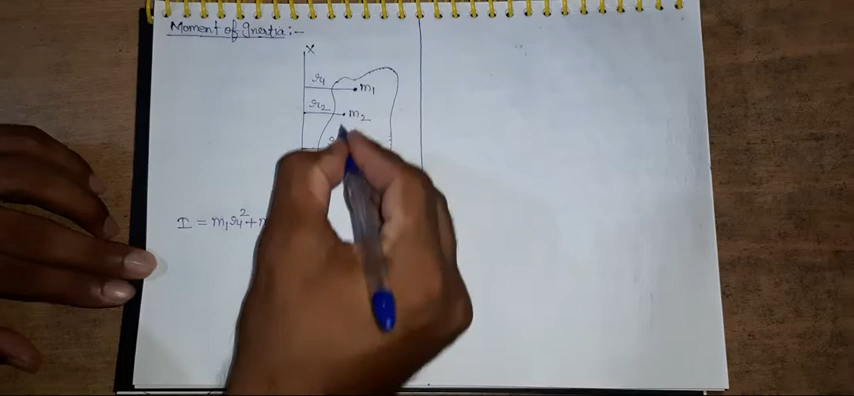 Moment of Inertia :-
X
r1 m1
r2 m2
I = m1r1² +